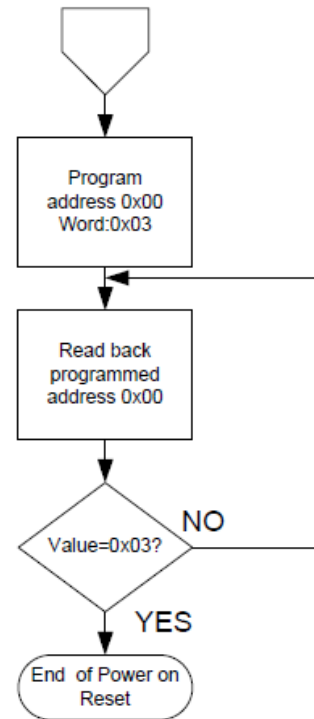 Program
address 0x00
Word:0x03
Read back
programmed
address 0x00
Value=0x03?
NO
YES
End of Power on
Reset